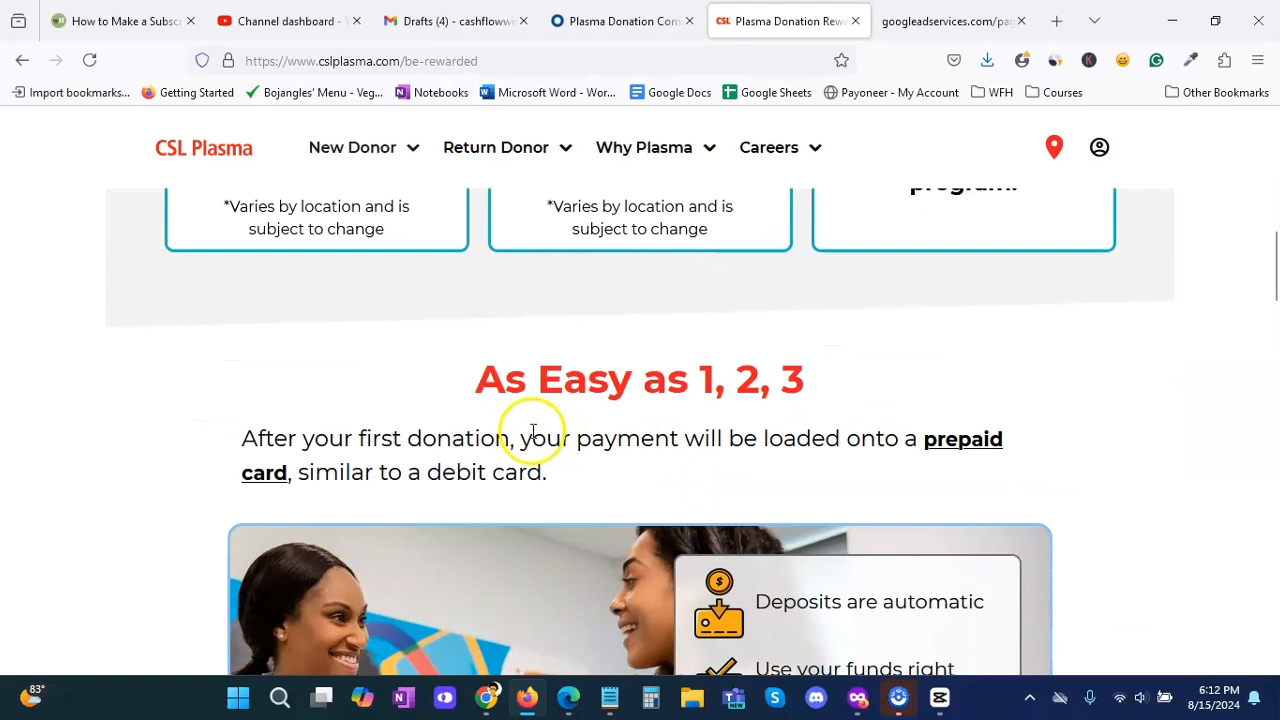 How to Make a Subscr
Channel dashboard - Y
Drafts (4) - cashflowwi
Plasma Donation Com
CSL Plasma Donation Rewa
googleadservices.com/pag
https://www.cslplasma.com/be-rewarded
Import bookmarks...
Getting Started
Bojangles' Menu - Veg...
Notebooks
Microsoft Word - Wor...
Google Docs
Google Sheets
Payoneer - My Account
WFH
Courses
Other Bookmarks
CSL Plasma
New Donor
Return Donor
Why Plasma
Careers
*Varies by location and is
subject to change
*Varies by location and is
subject to change
program.
As Easy as 1, 2, 3
After your first donation, your payment will be loaded onto a prepaid
card, similar to a debit card.
Deposits are automatic
Use your funds right
83°
6:12 PM
8/15/2024